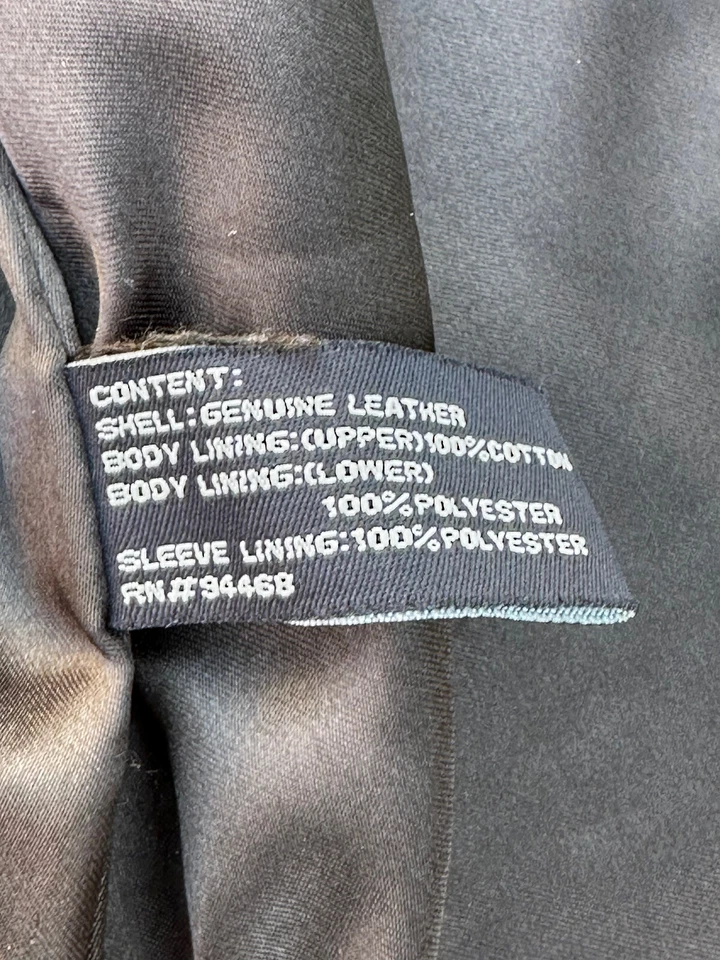 CONTENT:
SHELL:GENUINE LEATHER
BODY LINING:(UPPER)100%COTTON
BODY LINING:(LOWER)
100%POLYESTER
SLEEVE LINING:100%POLYESTER
RN#94468